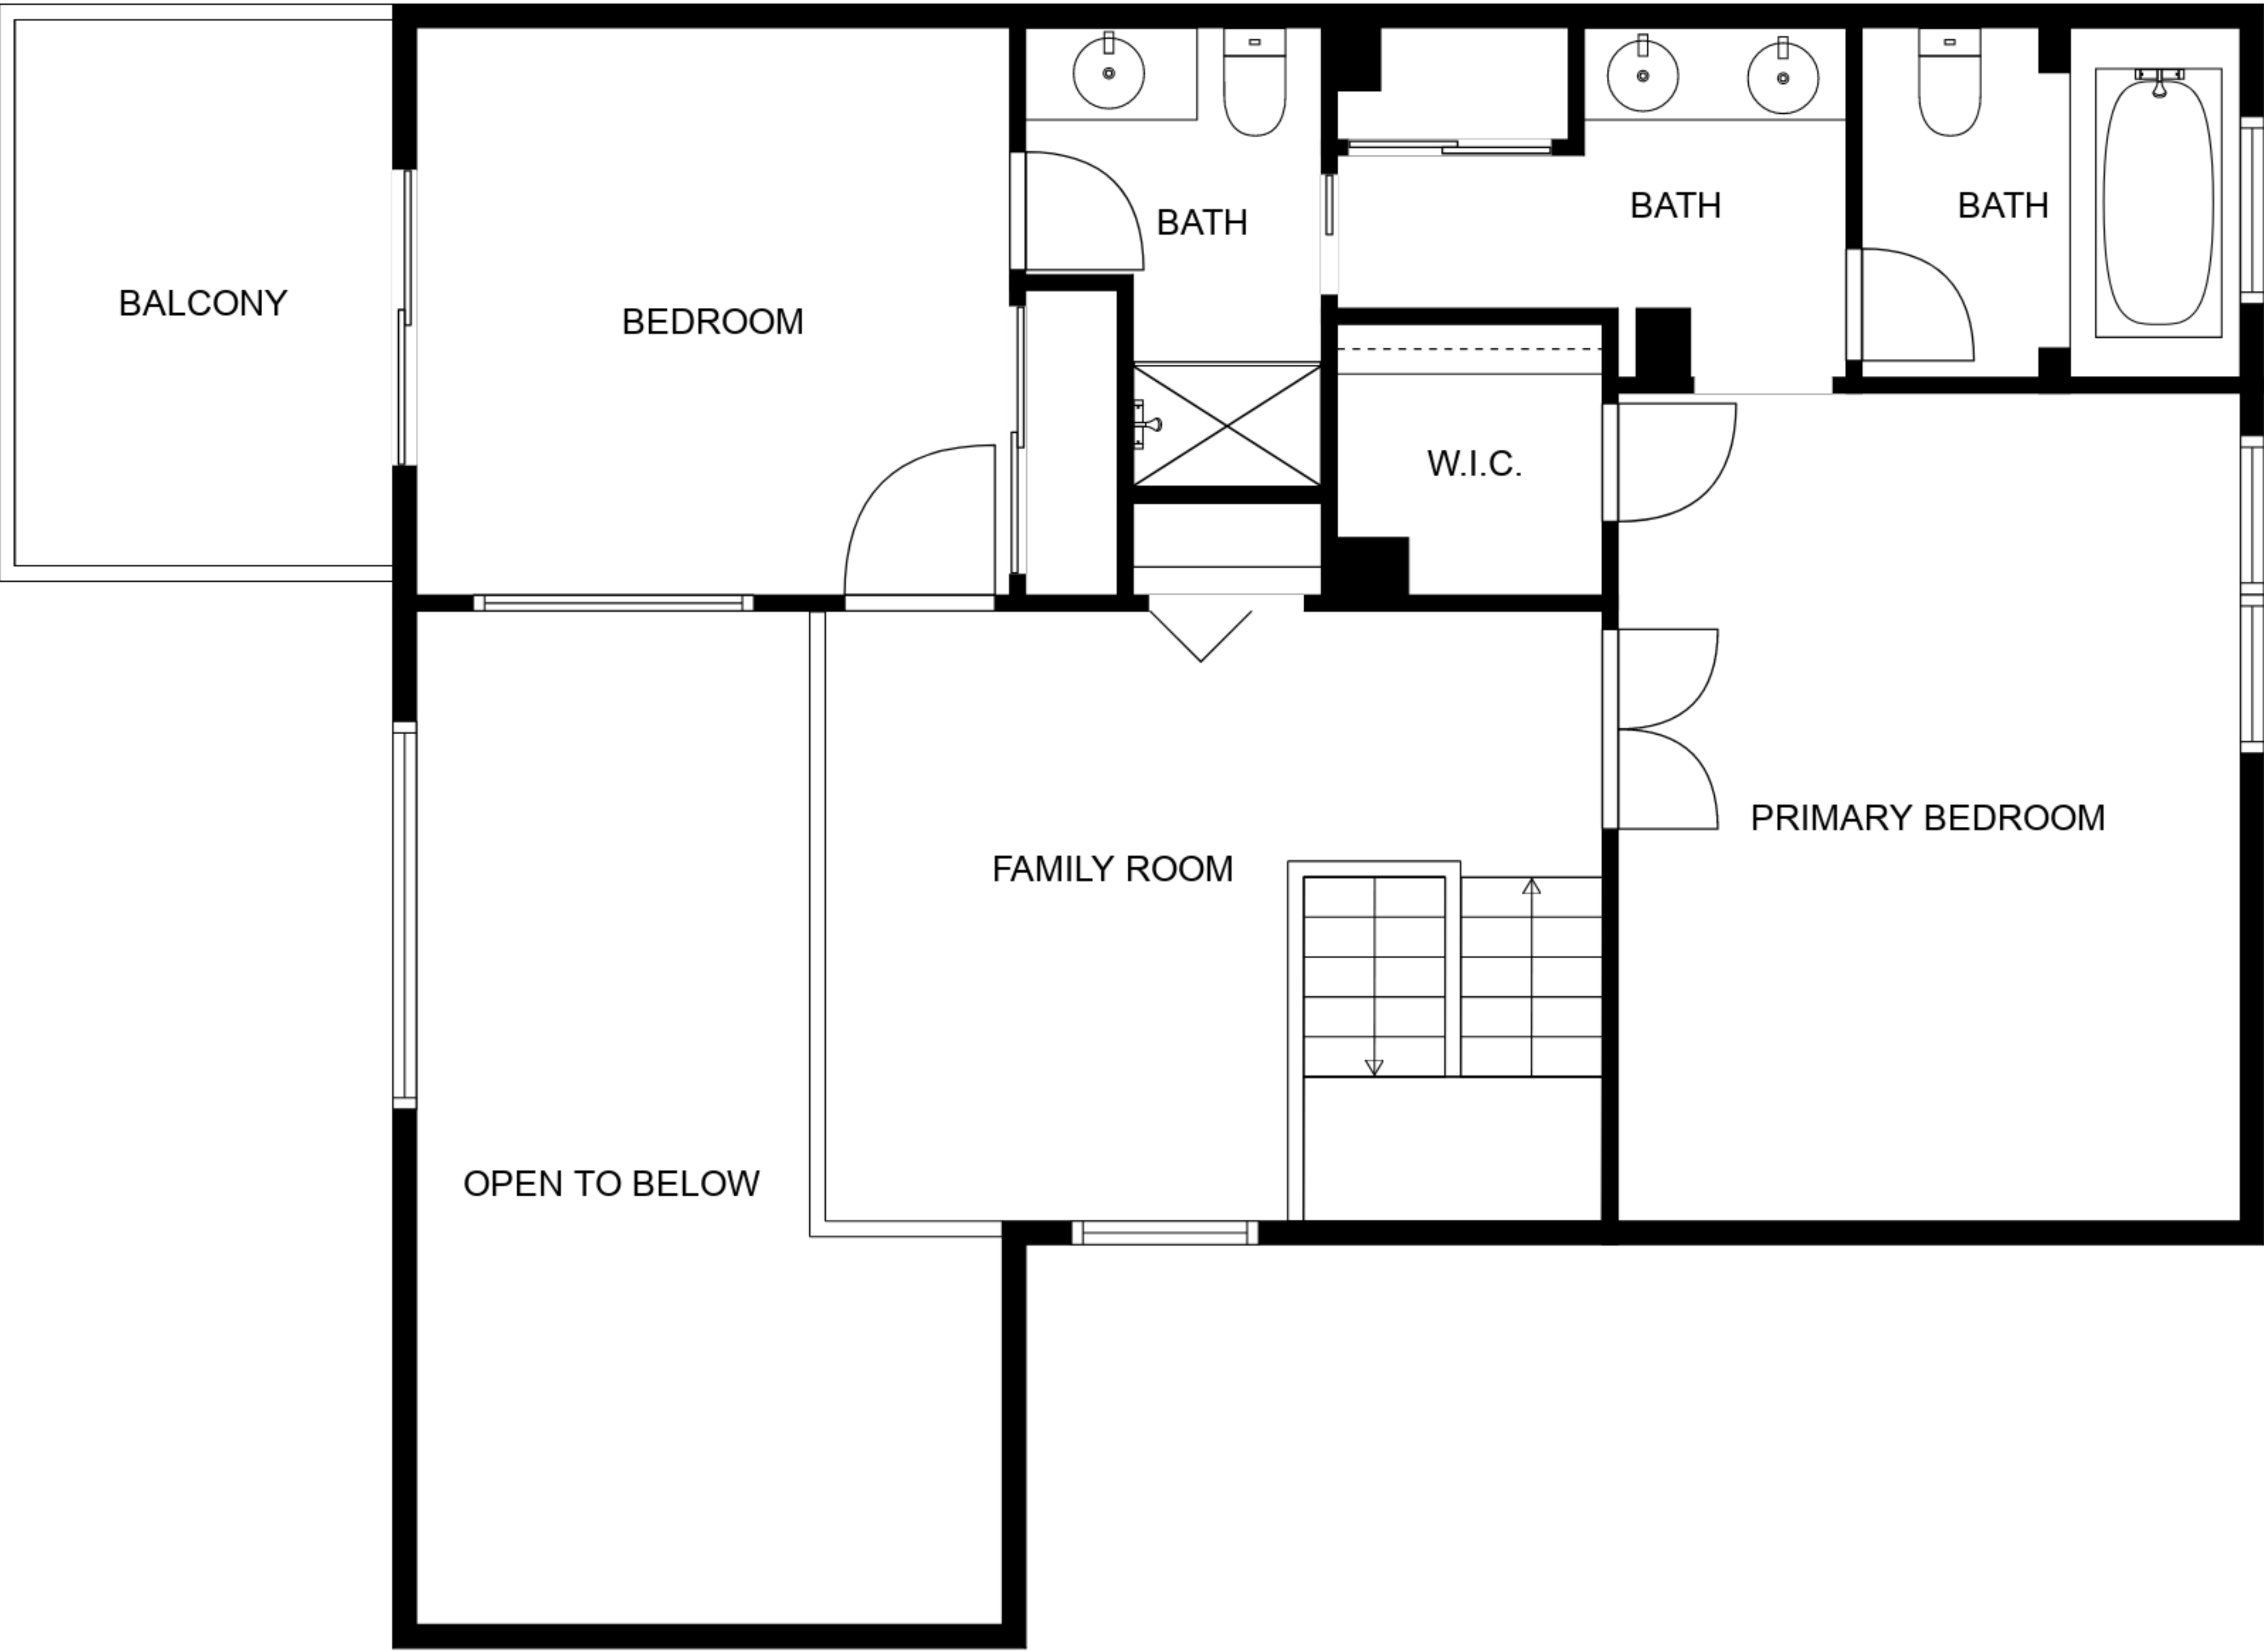 BATH
BATH
BATH
BALCONY
BEDROOM
W.I.C.
PRIMARY BEDROOM
FAMILY ROOM
OPEN TO BELOW